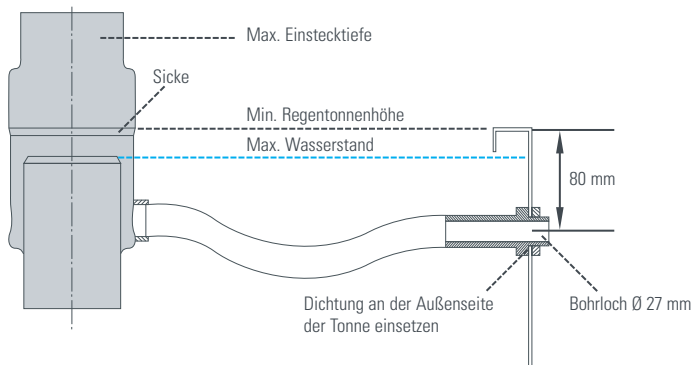 Max. Einstecktiefe
Sicke
Min. Regentonnenhöhe
Max. Wasserstand
80 mm
Dichtung an der Außenseite
der Tonne einsetzen
Bohrloch Ø 27 mm